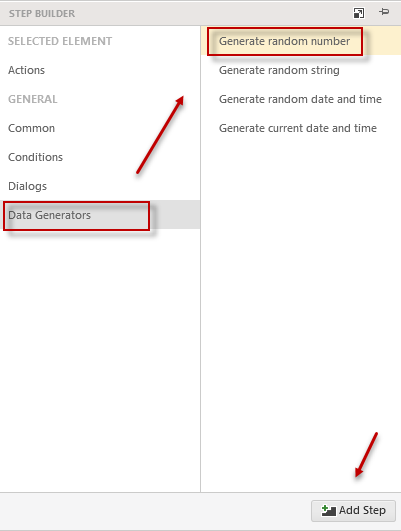 STEP BUILDER
SELECTED ELEMENT
Actions
GENERAL
Common
Conditions
Dialogs
Data Generators
Generate random number
Generate random string
Generate random date and time
Generate current date and time
Add Step